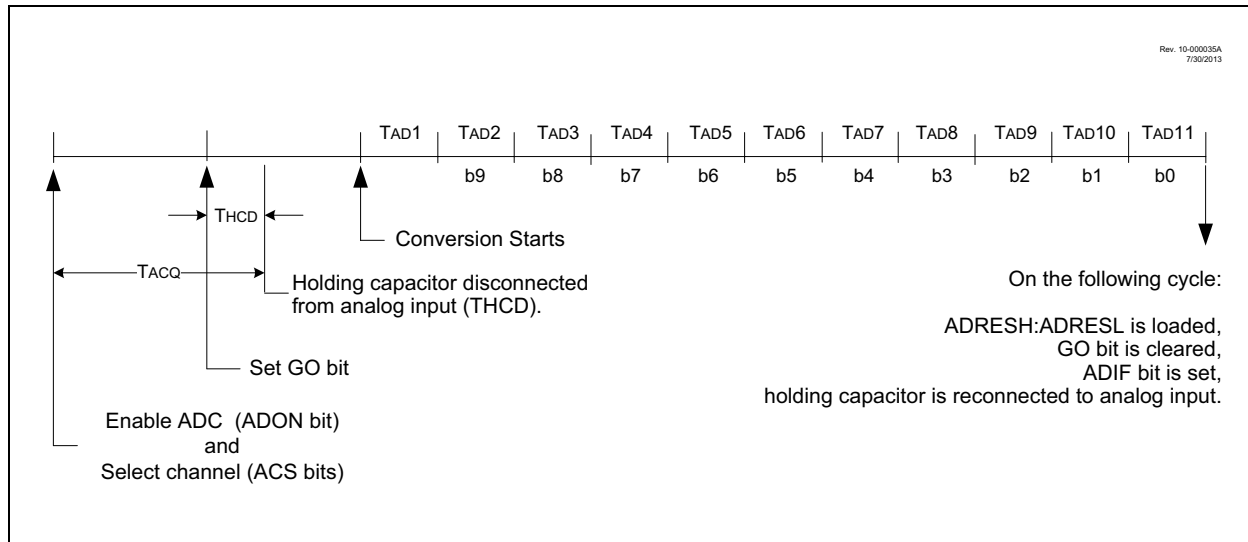 Rev. 10-000035A
7/30/2013
TAD1 TAD2 TAD3 TAD4 TAD5 TAD6 TAD7 TAD8 TAD9 TAD10 TAD11
b9 b8 b7 b6 b5 b4 b3 b2 b1 b0
THCD
Conversion Starts
TACQ
Holding capacitor disconnected
from analog input (THCD).
Set GO bit
Enable ADC (ADON bit)
and
Select channel (ACS bits)
On the following cycle:
ADRESH:ADRESL is loaded,
GO bit is cleared,
ADIF bit is set,
holding capacitor is reconnected to analog input.